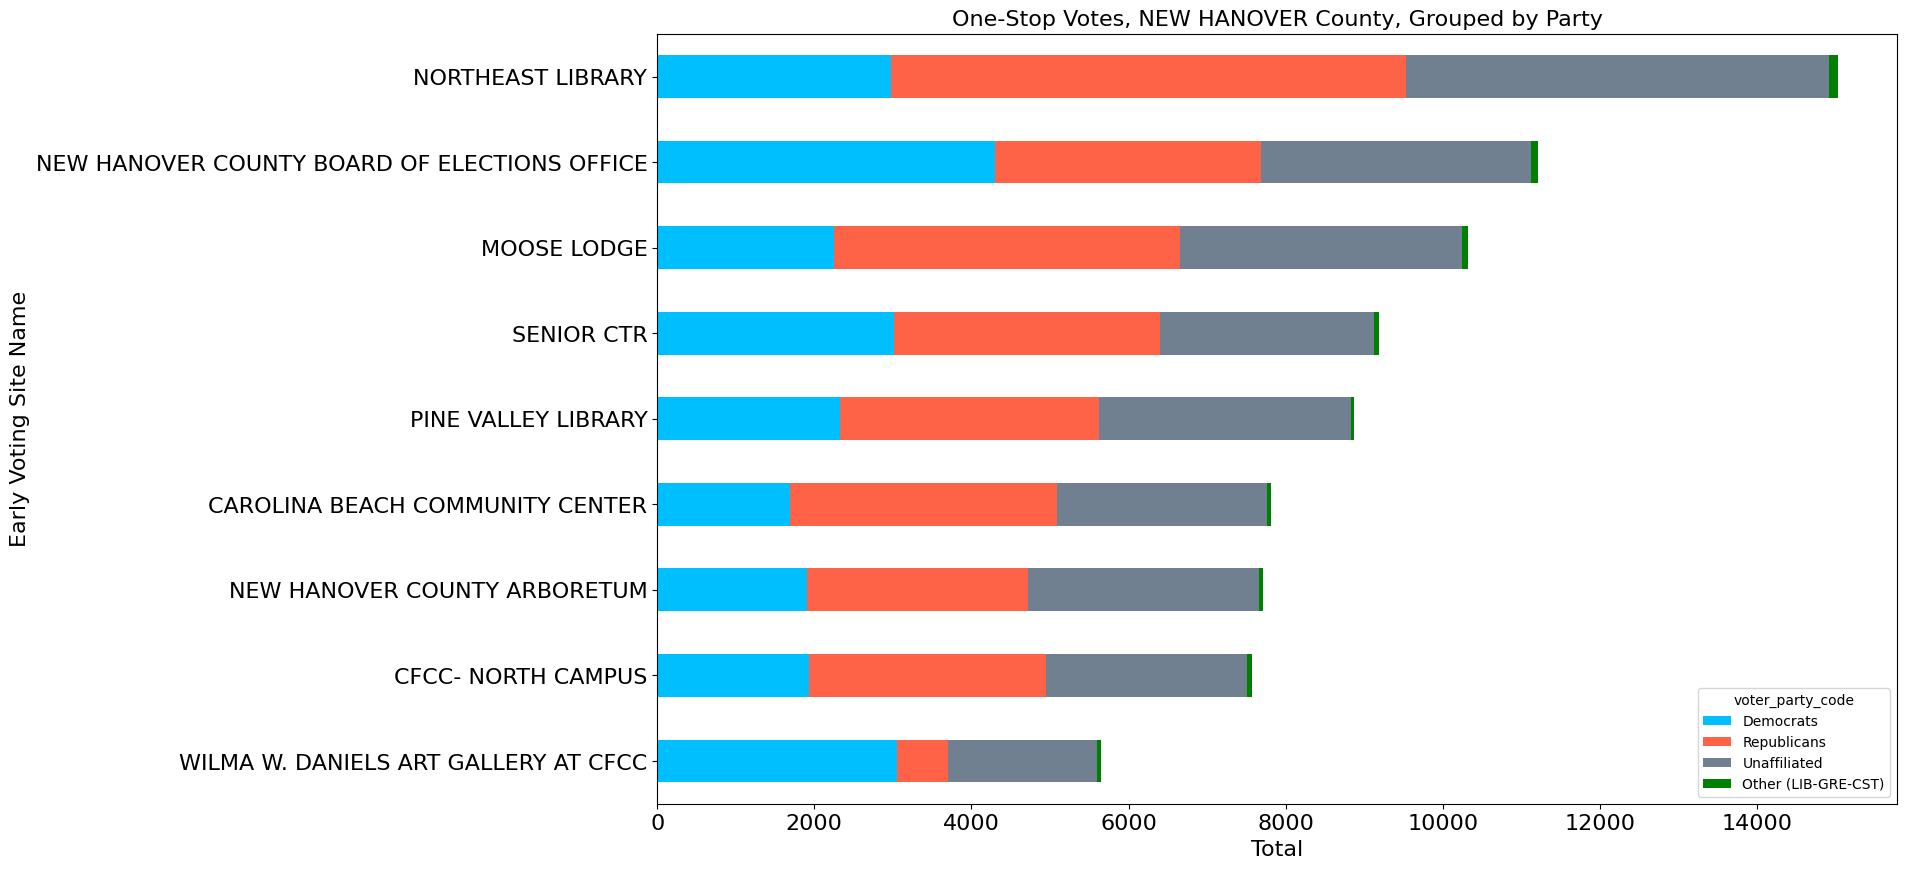 One-Stop Votes, NEW HANOVER County, Grouped by Party
Early Voting Site Name
NORTHEAST LIBRARY
NEW HANOVER COUNTY BOARD OF ELECTIONS OFFICE
MOOSE LODGE
SENIOR CTR
PINE VALLEY LIBRARY
CAROLINA BEACH COMMUNITY CENTER
NEW HANOVER COUNTY ARBORETUM
CFCC- NORTH CAMPUS
WILMA W. DANIELS ART GALLERY AT CFCC
voter_party_code
Democrats
Republicans
Unaffiliated
Other (LIB-GRE-CST)
0 2000 4000 6000 8000 10000 12000 14000
Total